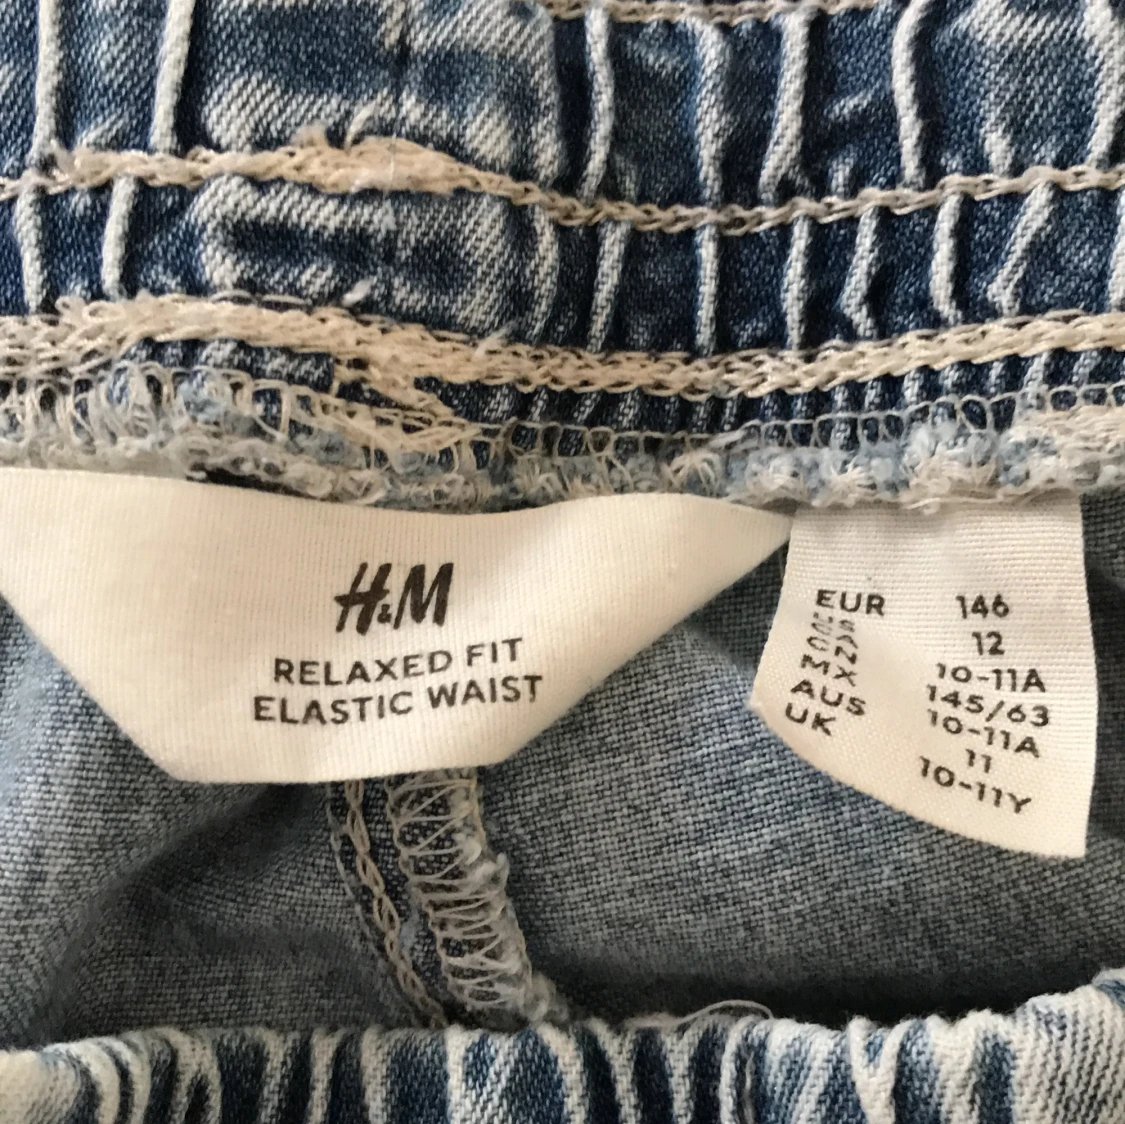 H&M
RELAXED FIT
ELASTIC WAIST
EUR 146
US 12
10-11A
CN 145/63
MX 10-11A
AUS 11
UK 10-11Y